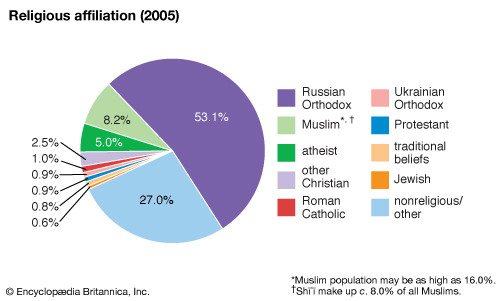 Religious affiliation (2005)
53.1%
8.2%
5.0%
2.5%
1.0%
0.9%
0.9%
0.8%
0.6%
27.0%
Russian
Orthodox
Muslim*, †
atheist
other
Christian
Roman
Catholic
Ukrainian
Orthodox
Protestant
traditional
beliefs
Jewish
nonreligious/
other
*Muslim population may be as high as 16.0%.
†Shīʿī make up c. 8.0% of all Muslims.
© Encyclopædia Britannica, Inc.